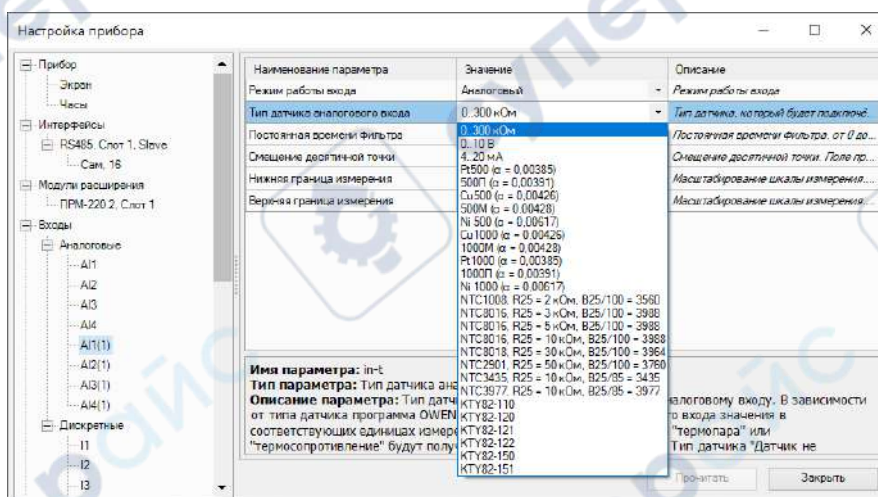 Настройка прибора
Прибор
Экран
Часы
Интерфейсы
RS485, Слот 1, Slave
Сам, 16
Модули расширения
ПРМ-220.2, Слот 1
Входы
Аналоговые
AI1
AI2
AI3
AI4
AI1(1)
AI2(1)
AI3(1)
AI4(1)
Дискретные
I1
I2
I3
Наименование параметра Значение Описание
Режим работы входа Аналоговый Режим работы входа
Тип датчика аналогового входа 0..300 кОм Тип датчика, который будет подключё...
Постоянная времени фильтра Постоянная времени фильтра, от 0 до...
Смещение десятичной точки Смещение десятичной точки. Поле пр...
Нижняя граница измерения Масштабирование шкалы измерения....
Верхняя граница измерения Масштабирование шкалы измерения....
0..300 кОм
0..10 В
4..20 мА
Pt500 (α = 0,00385)
500П (α = 0,00391)
Cu500 (α = 0,00426)
500М (α = 0,00428)
Ni 500 (α = 0,00617)
Cu1000 (α = 0,00426)
1000М (α = 0,00428)
Pt1000 (α = 0,00385)
1000П (α = 0,00391)
Ni 1000 (α = 0,00617)
NTC1008, R25 = 2 кОм, B25/100 = 3560
NTC8016, R25 = 3 кОм, B25/100 = 3988
NTC8016, R25 = 5 кОм, B25/100 = 3988
NTC8016, R25 = 10 кОм, B25/100 = 3988
NTC8018, R25 = 30 кОм, B25/100 = 3964
NTC2901, R25 = 50 кОм, B25/100 = 3760
NTC3435, R25 = 10 кОм, B25/85 = 3435
NTC3977, R25 = 10 кОм, B25/85 = 3977
KTY82-110
KTY82-120
KTY82-121
KTY82-122
KTY82-150
KTY82-151
Имя параметра: in-t
Тип параметра: Тип датчика ана
Описание параметра: Тип датчи налоговому входу. В зависимости
от типа датчика программа OWEN го входа значения в
соответствующих единицах измере "термопара" или
"термосопротивление" будут полу Тип датчика "Датчик не
Прочитать Закрыть